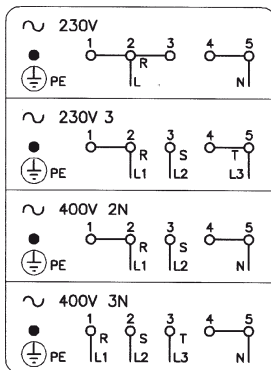 ∼ 230V
1 2 3 4 5
R
PE L N
∼ 230V 3
1 2 3 4 5
R S T
PE L1 L2 L3
∼ 400V 2N
1 2 3 4 5
R S
PE L1 L2 N
∼ 400V 3N
1 2 3 4 5
R S T
PE L1 L2 L3 N